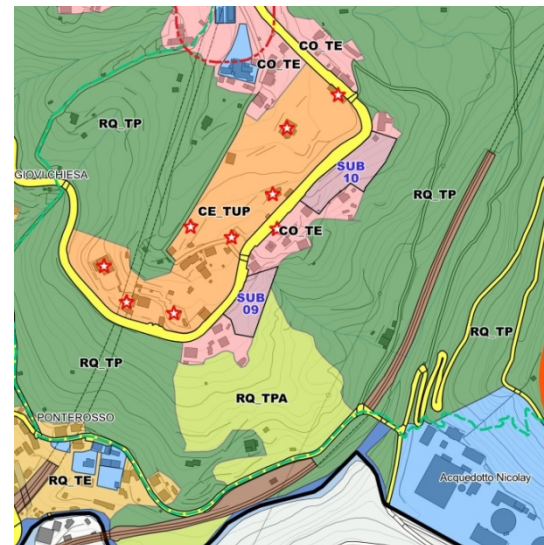 CO_TE
CO_TE
RQ_TP
SUB
10
RQ_TP
GIOVI CHIESA
CE_TUP
CO_TE
SUB
09
RQ_TP
RQ_TP
RQ_TPA
PONTEROSSO
RQ_TE
Acquedotto Nicolay